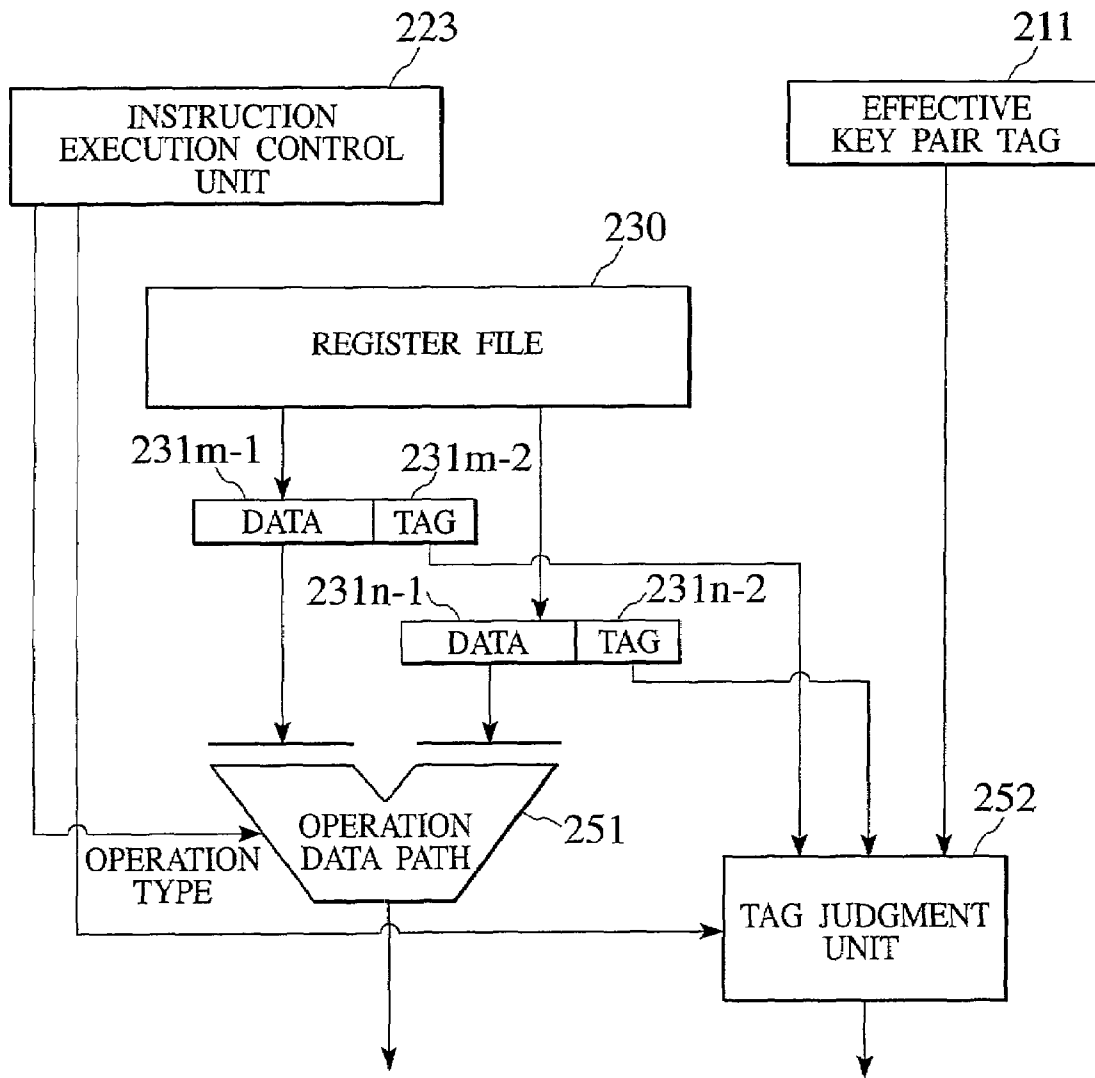 223
211
INSTRUCTION
EXECUTION CONTROL
UNIT
EFFECTIVE
KEY PAIR TAG
230
REGISTER FILE
231m-1
231m-2
DATA
TAG
231n-1
231n-2
DATA
TAG
OPERATION
DATA PATH
251
OPERATION
TYPE
252
TAG JUDGMENT
UNIT